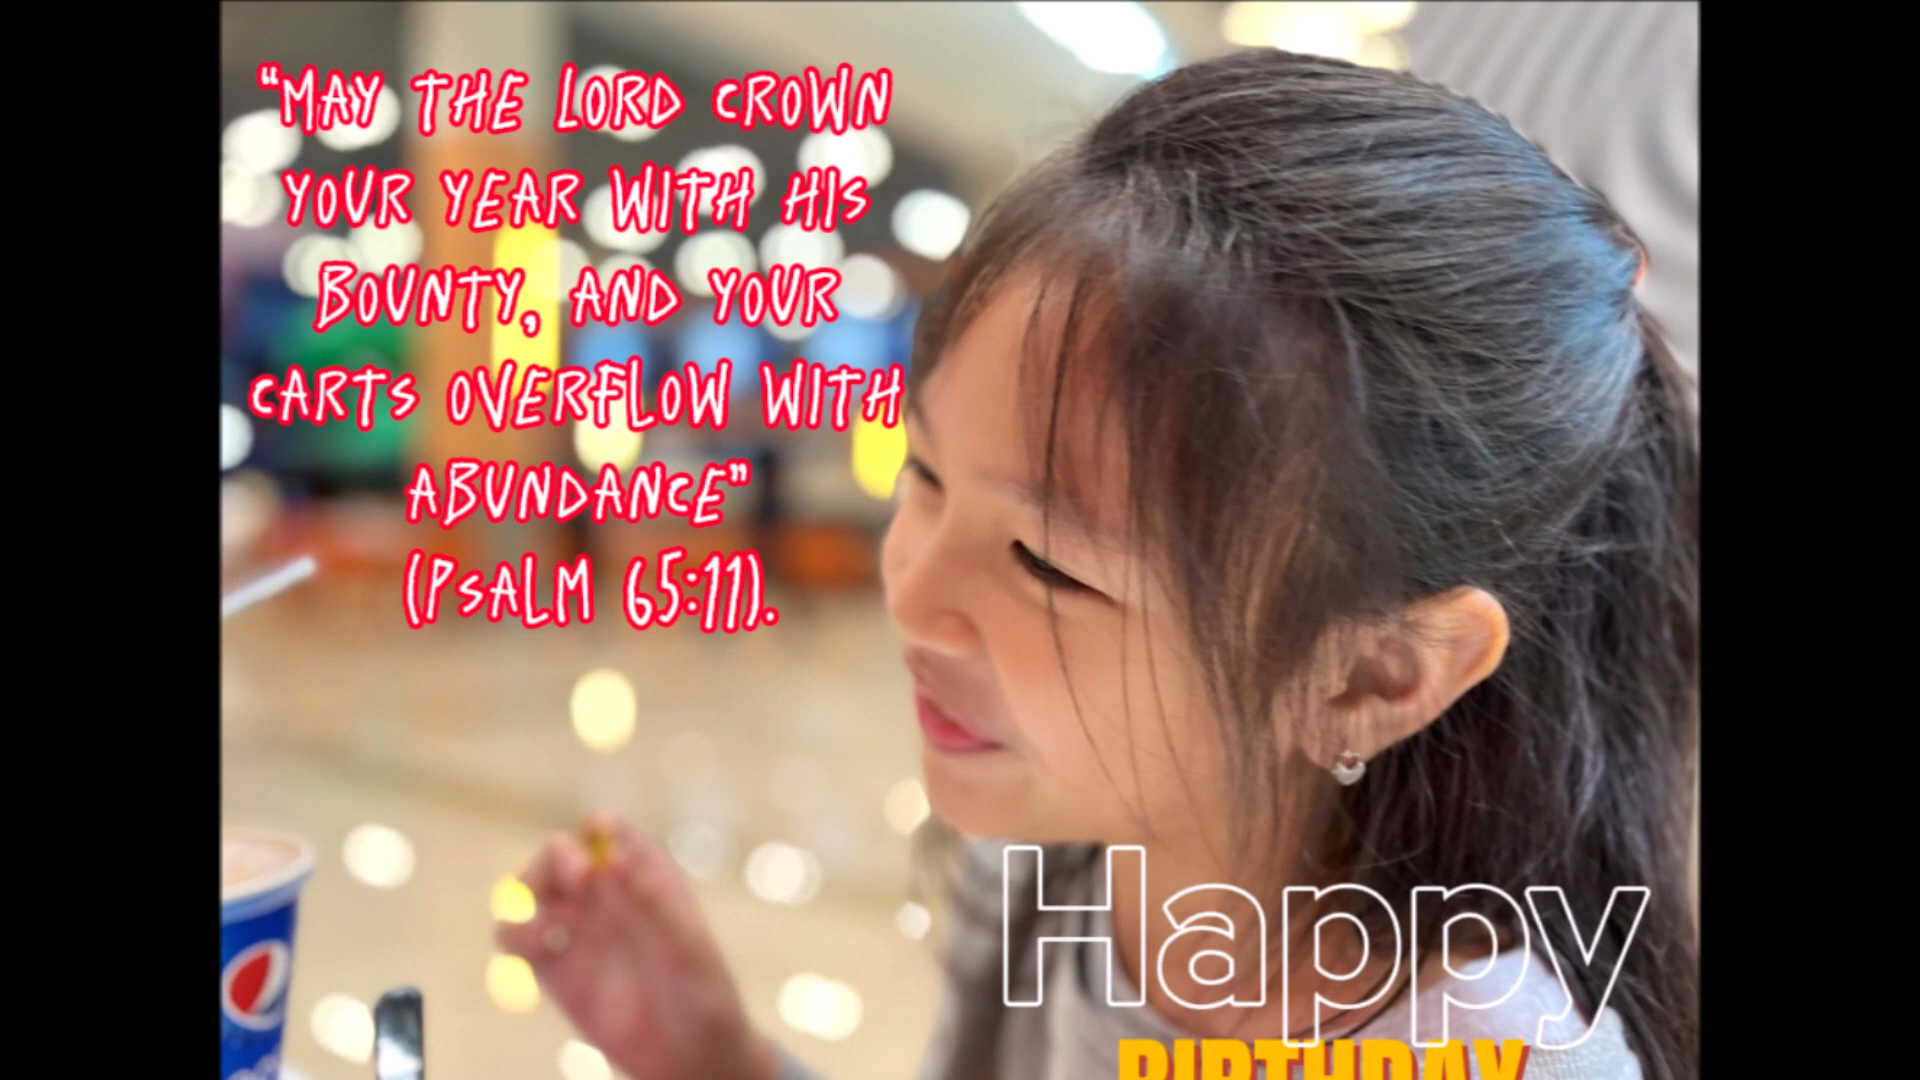 “MAY THE LORD CROWN
YOUR YEAR WITH HIS
BOUNTY, AND YOUR
CARTS OVERFLOW WITH
ABUNDANCE”
(PSALM 65:11).
Happy
BIRTHDAY